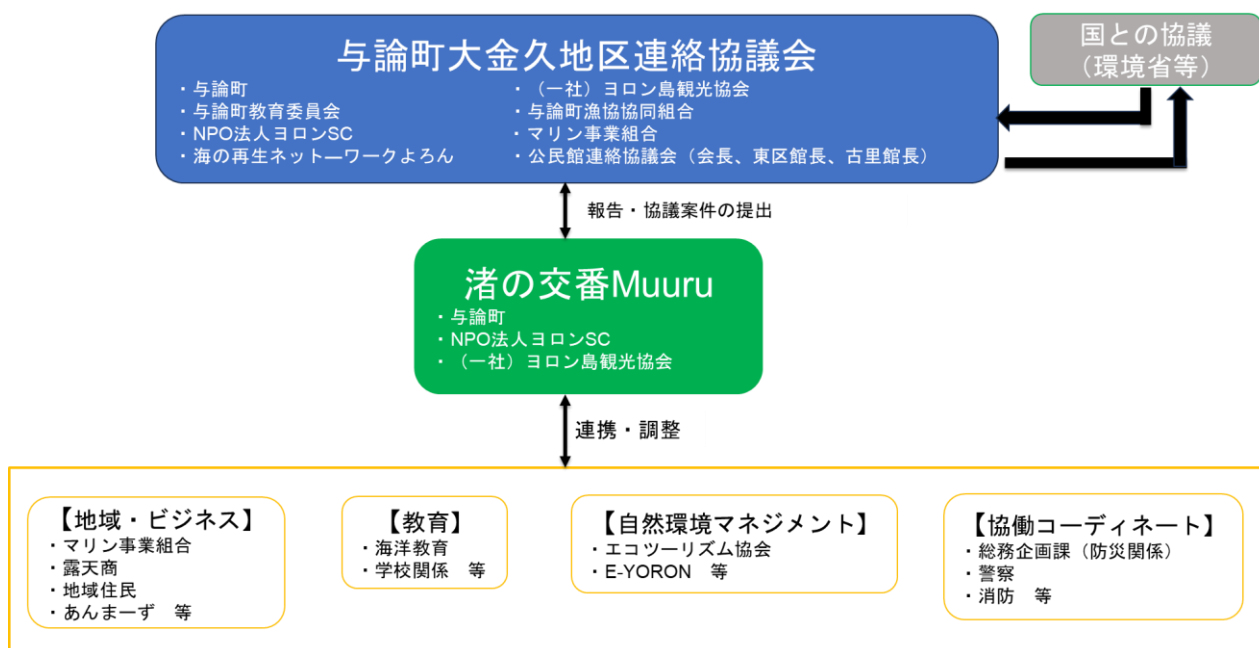 与論町大金久地区連絡協議会
・与論町
・与論町教育委員会
・NPO法人ヨロンSC
・海の再生ネットーワークよろん
・（一社）ヨロン島観光協会
・与論町漁協協同組合
・マリン事業組合
・公民館連絡協議会（会長、東区館長、古里館長）
国との協議
（環境省等）
報告・協議案件の提出
渚の交番Muuru
・与論町
・NPO法人ヨロンSC
・（一社）ヨロン島観光協会
連携・調整
【地域・ビジネス】
・マリン事業組合
・露天商
・地域住民
・あんまーず　等
【教育】
・海洋教育
・学校関係　等
【自然環境マネジメント】
・エコツーリズム協会
・E-YORON　等
【協働コーディネート】
・総務企画課（防災関係）
・警察
・消防　等